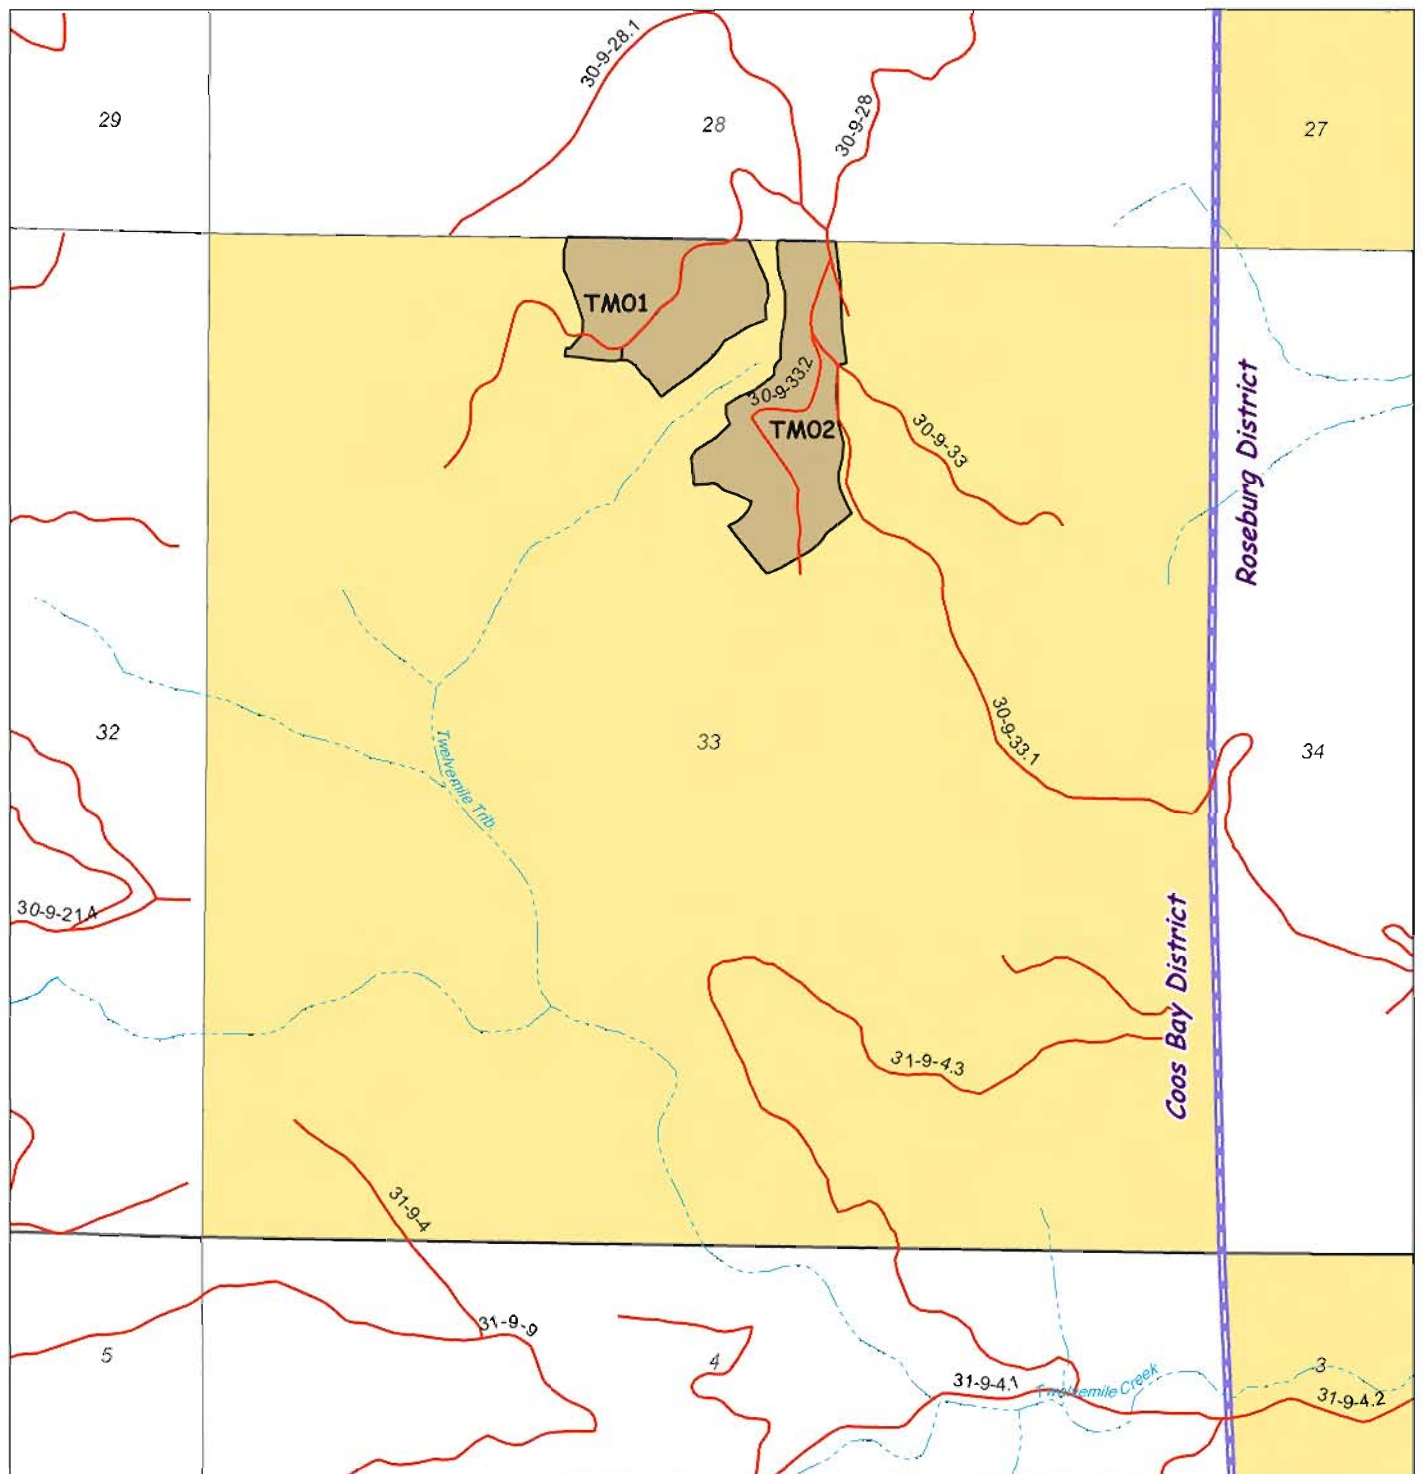 30-9-28.1
29
28
30-9-28
27
TM01
30-9-33.2
TM02
30-9-33
Roseburg District
32
33
34
30-9-33.1
Twelvemile Trib.
30-9-21A
Coos Bay District
31-9-4.3
31-9-4
31-9-9
5
4
3
31-9-4.1
Twelvemile Creek
31-9-4.2